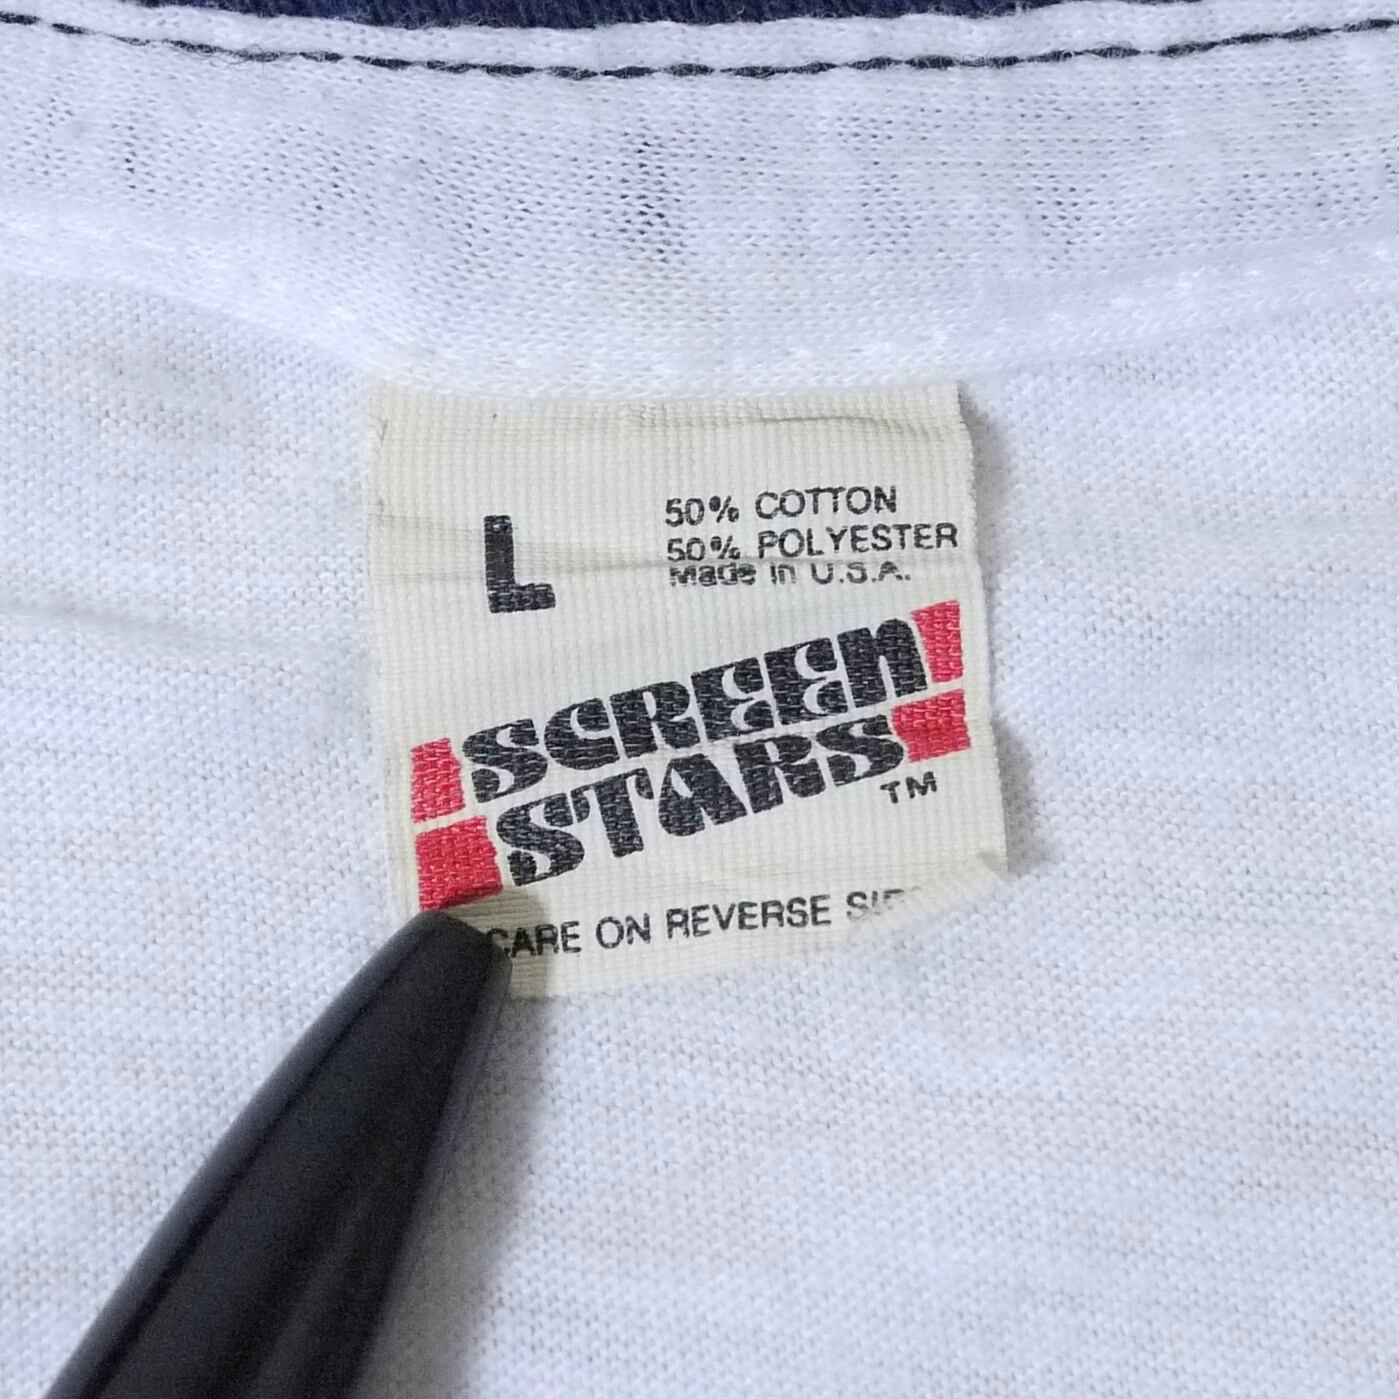 L
50% COTTON
50% POLYESTER
Made in U.S.A.
SCREEN
STARS
TM
CARE ON REVERSE